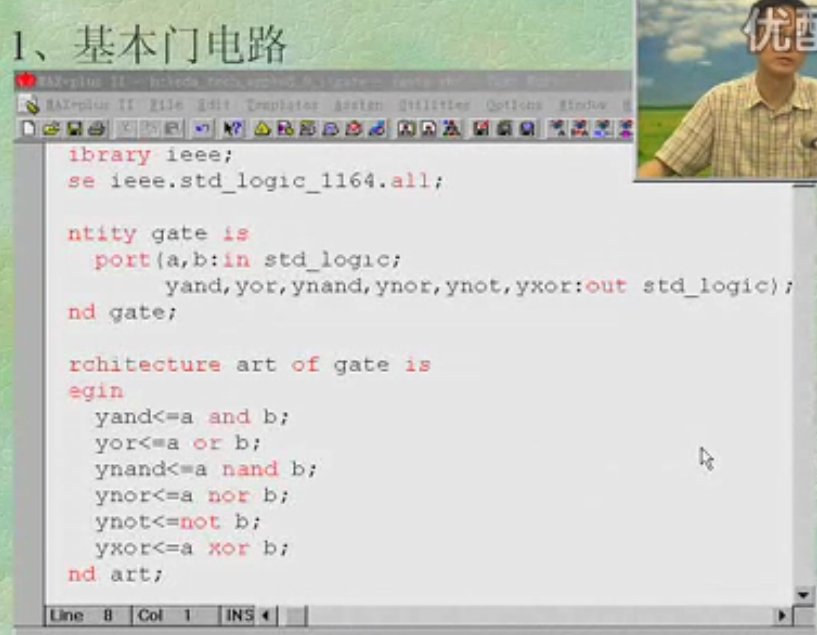 1、基本门电路
MAX+plus II
MAX+plus II File Edit Templates Assign Utilities Options Window
ibrary ieee;
se ieee.std_logic_1164.all;
ntity gate is
port(a,b:in std_logic;
yand,yor,ynand,ynor,ynot,yxor:out std_logic);
nd gate;
rchitecture art of gate is
egin
yand<=a and b;
yor<=a or b;
ynand<=a nand b;
ynor<=a nor b;
ynot<=not b;
yxor<=a xor b;
nd art;
Line 8 Col 1 INS
优酷